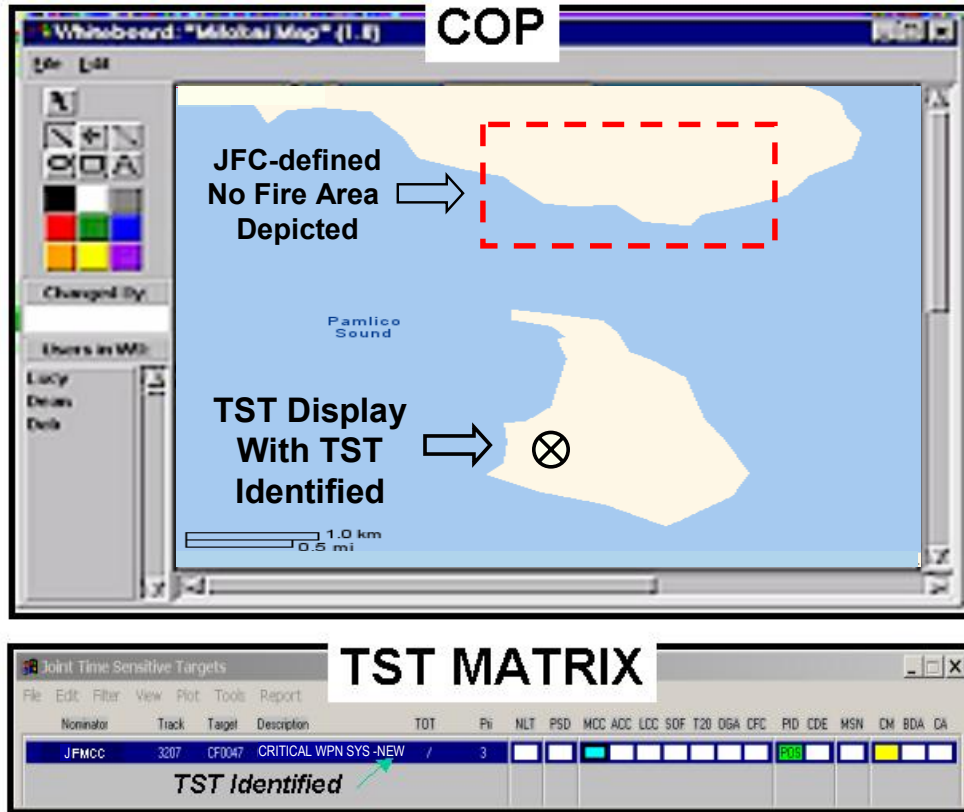 COP
Whiteboard: "Milokai Map" (1.0)
File Edit
JFC-defined
No Fire Area
Depicted
Changed By:
Pamlico
Sound
Users in WB:
Lucy
Dean
Deb
TST Display
With TST
Identified
1.0 km
0.5 mi
TST MATRIX
Joint Time Sensitive Targets
File Edit Filter View Plot Tools Report
Nominator Track Target Description TOT Pri NLT PSD MCC ACC LCC SOF T20 OGA CFC PID CDE MSN CM BDA CA
JFMCC 3207 CF0047 CRITICAL WPN SYS -NEW / 3 POS
TST Identified